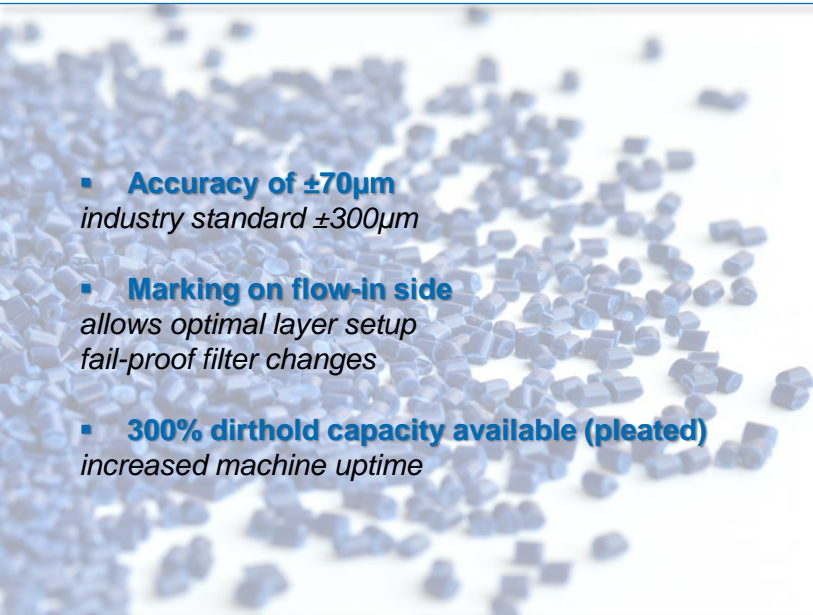 ▪ Accuracy of ±70µm
industry standard ±300µm
▪ Marking on flow-in side
allows optimal layer setup
fail-proof filter changes
▪ 300% dirthold capacity available (pleated)
increased machine uptime